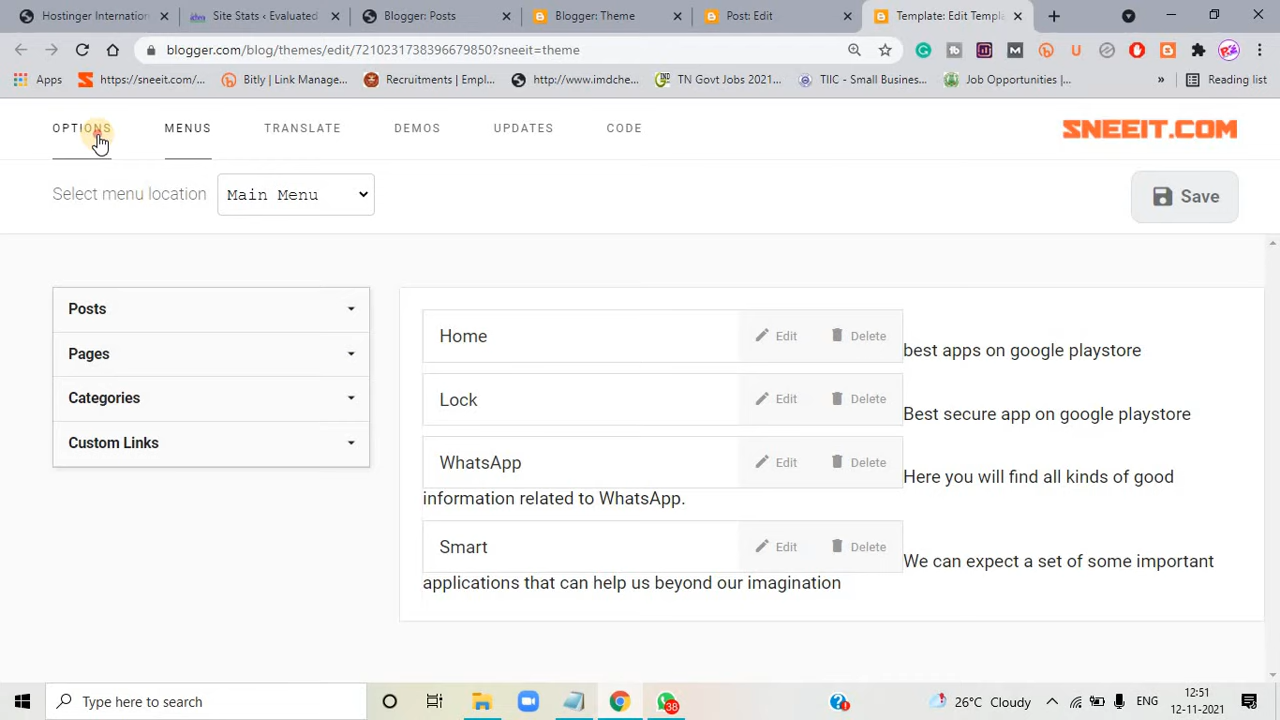 Hostinger Internation
Site Stats ‹ Evaluated
Blogger: Posts
Blogger: Theme
Post: Edit
Template: Edit Templ
blogger.com/blog/themes/edit/7210231738396679850?sneeit=theme
Apps
https://sneeit.com/...
Bitly | Link Manage...
Recruitments | Empl...
http://www.imdche...
TN Govt Jobs 2021...
TIIC - Small Busines...
Job Opportunities |...
»
Reading list
OPTIONS
MENUS
TRANSLATE
DEMOS
UPDATES
CODE
SNEEIT.COM
Select menu location
Main Menu
Save
Posts
Pages
Categories
Custom Links
Home
Edit
Delete
best apps on google playstore
Lock
Edit
Delete
Best secure app on google playstore
WhatsApp
Edit
Delete
Here you will find all kinds of good
information related to WhatsApp.
Smart
Edit
Delete
We can expect a set of some important
applications that can help us beyond our imagination
Type here to search
38
26°C Cloudy
ENG
12:51
12-11-2021